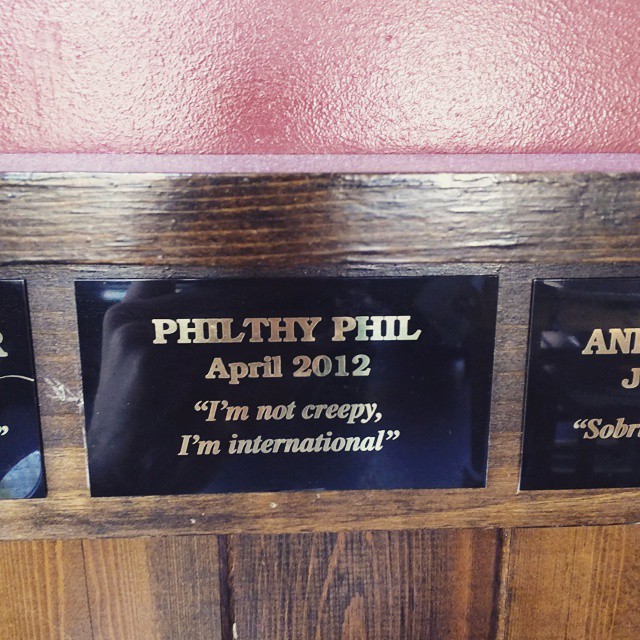 PHILTHY PHIL
April 2012
“I'm not creepy,
I'm international”